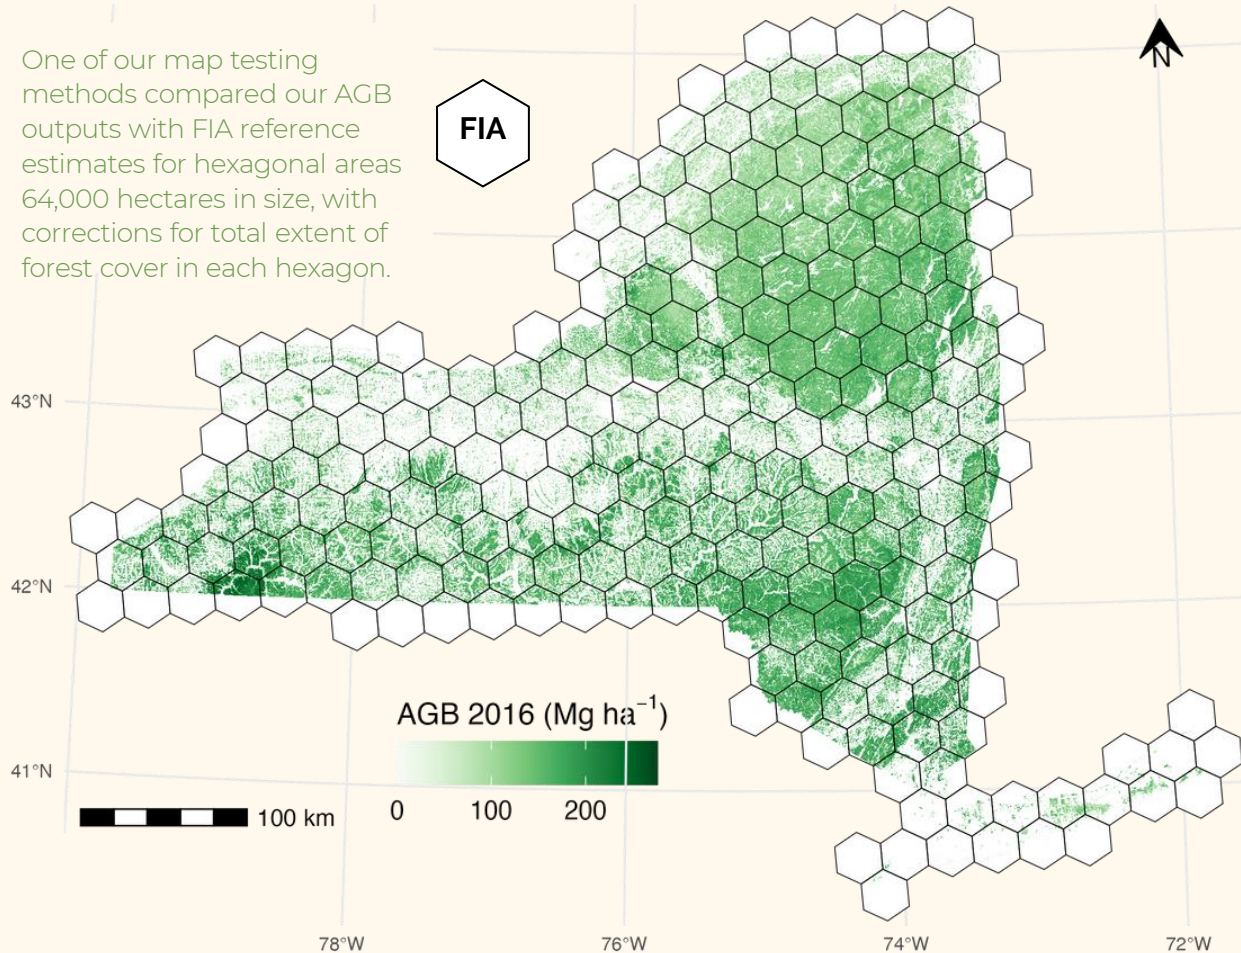 One of our map testing
methods compared our AGB
outputs with FIA reference
estimates for hexagonal areas
64,000 hectares in size, with
corrections for total extent of
forest cover in each hexagon.
FIA
N
43°N
42°N
41°N
AGB 2016 (Mg ha⁻¹)
0 100 200
100 km
78°W 76°W 74°W 72°W